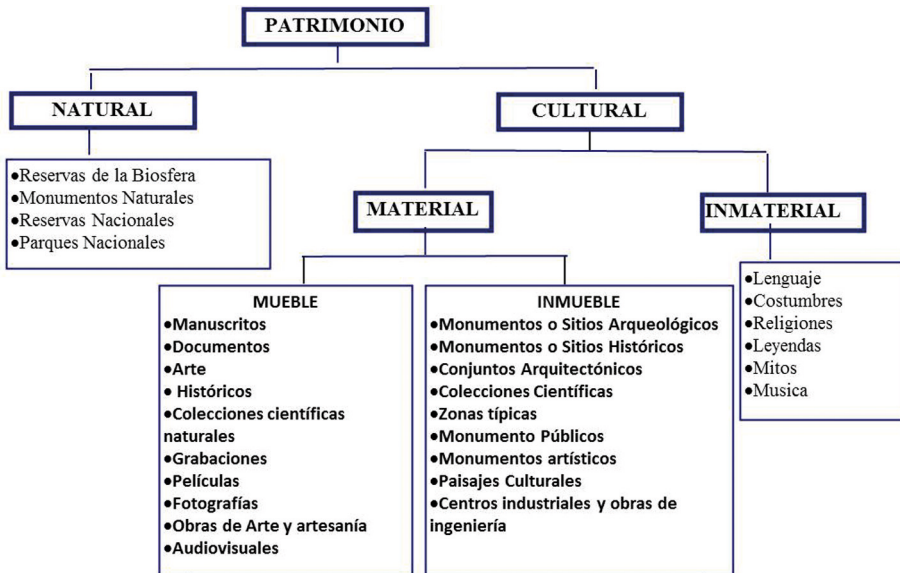 PATRIMONIO
NATURAL
CULTURAL
•Reservas de la Biosfera
•Monumentos Naturales
•Reservas Nacionales
•Parques Nacionales
MATERIAL
INMATERIAL
MUEBLE
•Manuscritos
•Documentos
•Arte
• Históricos
•Colecciones científicas
naturales
•Grabaciones
•Películas
•Fotografías
•Obras de Arte y artesanía
•Audiovisuales
INMUEBLE
•Monumentos o Sitios Arqueológicos
•Monumentos o Sitios Históricos
•Conjuntos Arquitectónicos
•Colecciones Científicas
•Zonas típicas
•Monumento Públicos
•Monumentos artísticos
•Paisajes Culturales
•Centros industriales y obras de
ingeniería
•Lenguaje
•Costumbres
•Religiones
•Leyendas
•Mitos
•Musica